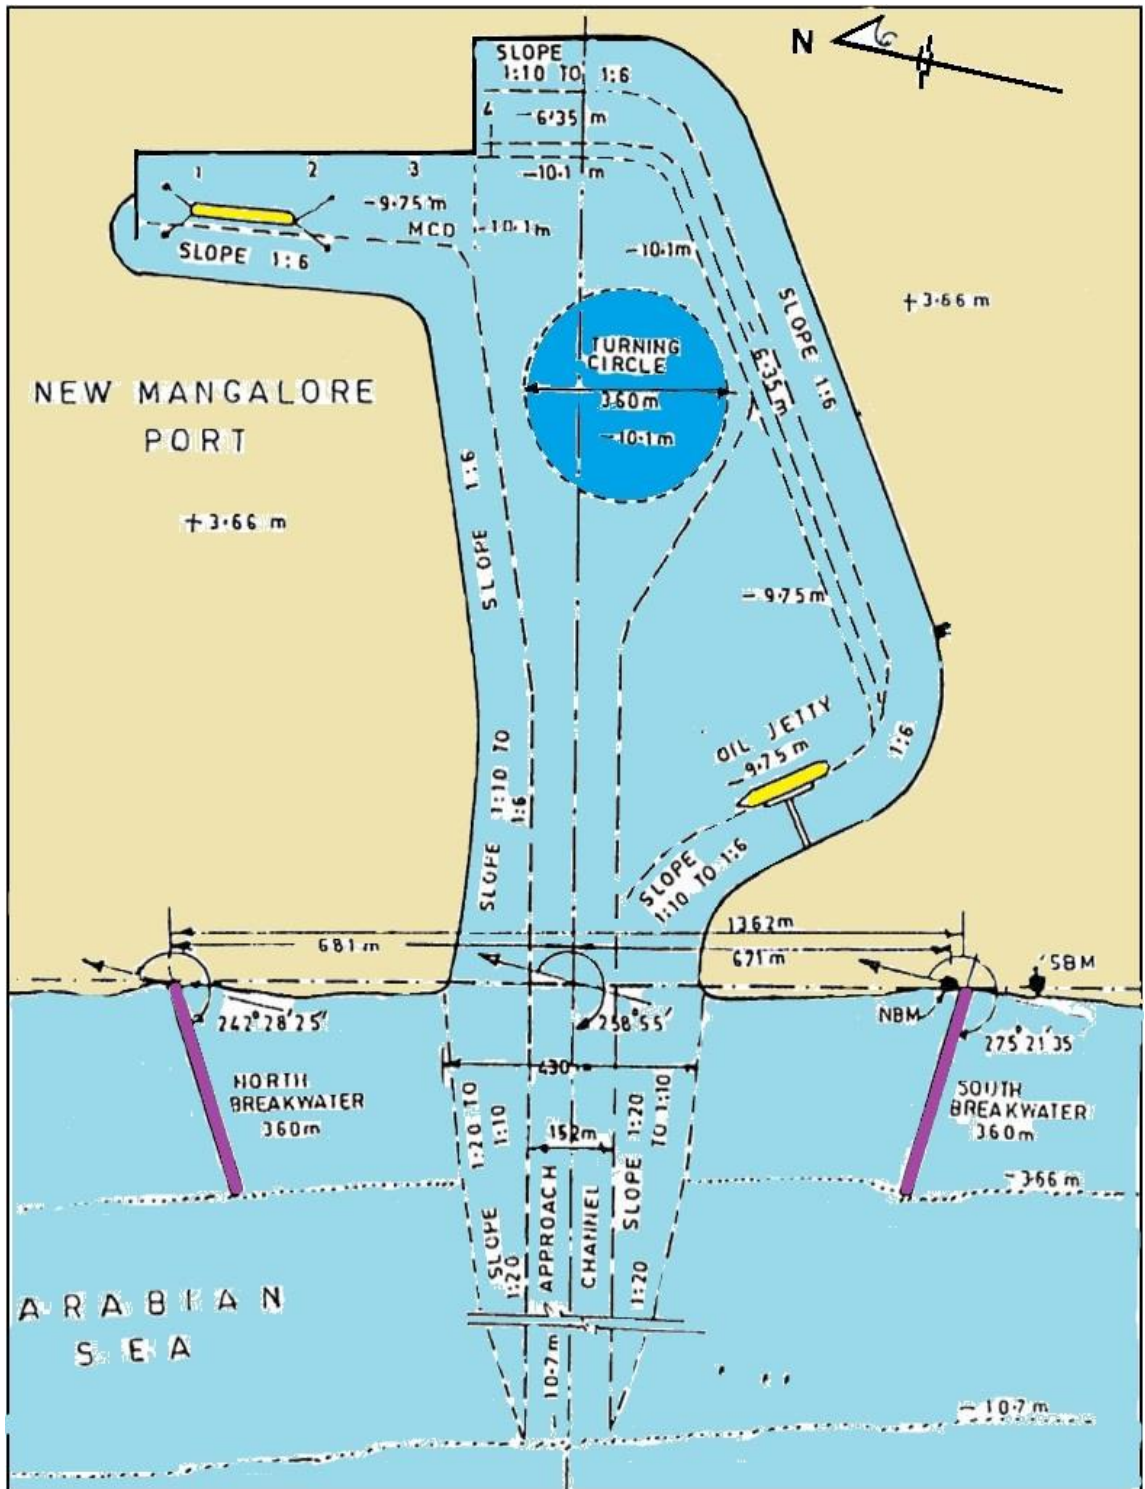 SLOPE
1:10 TO 1:6
N
-6.35 m
1
2
3
-10.1 m
-9.75 m
MCD
-10.1m
SLOPE 1:6
-10.1m
+3.66 m
SLOPE 1:6
TURNING
CIRCLE
360m
-10.1m
6.35m
NEW MANGALORE
PORT
+3.66 m
SLOPE 1:6
-9.75m
OIL JETTY
-9.75 m
1:6
SLOPE 1:10 TO
1:6
SLOPE
1:10 TO 1:6
1362m
681 m
671m
SBM
NBM
242° 28' 25"
258° 55'
275° 21' 35
430
NORTH
BREAKWATER
360m
SOUTH
BREAKWATER
360m
1:20 TO
1:10
SLOPE 1:20
TO 1:10
152m
-3.66 m
SLOPE
1:20
APPROACH
CHANNEL
1:20
ARABIAN
SEA
10.7m
-10.7m